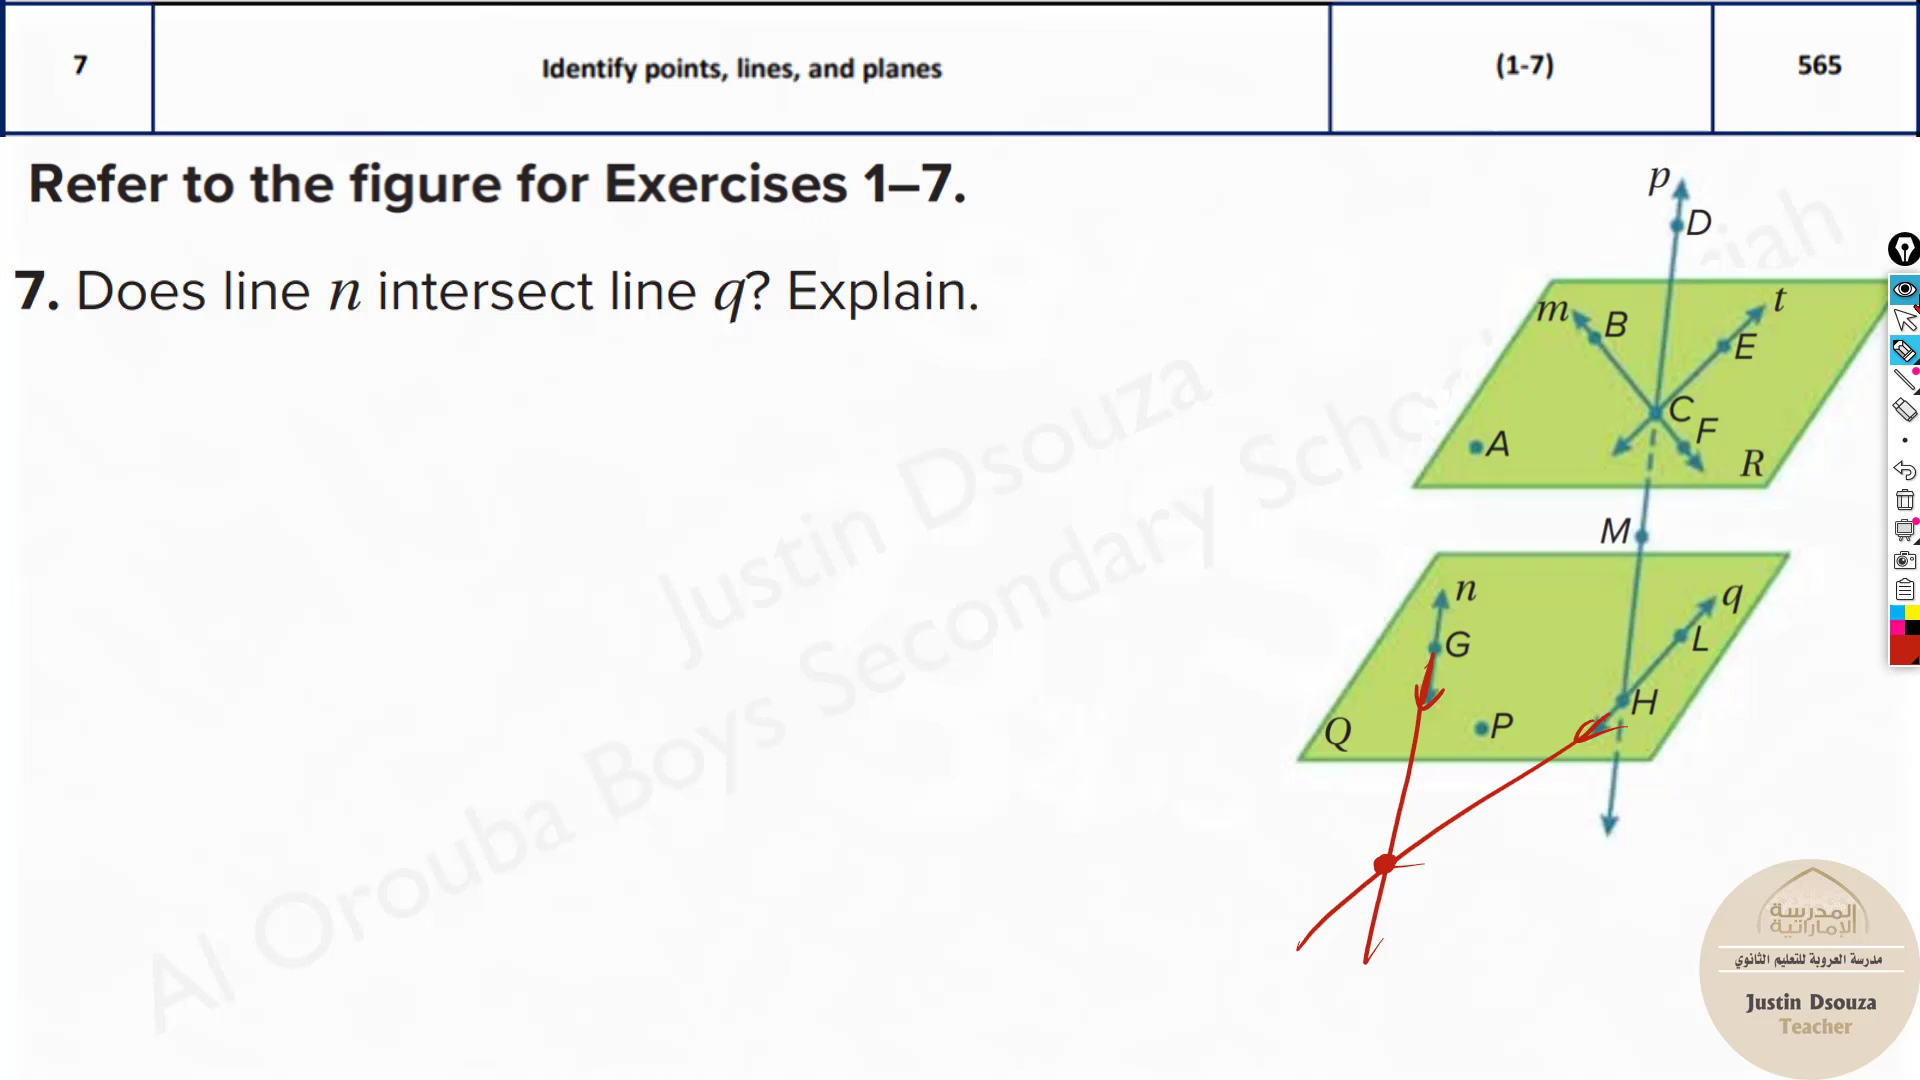 7
Identify points, lines, and planes
(1-7)
565
Refer to the figure for Exercises 1–7.
7. Does line n intersect line q? Explain.
p
D
m
B
t
E
C
F
A
R
M
n
q
G
L
H
P
Q
Justin Dsouza
Al Orouba Boys Secondary School
المدرسة
الإماراتية
مدرسة العروبة للتعليم الثانوي
Justin Dsouza
Teacher